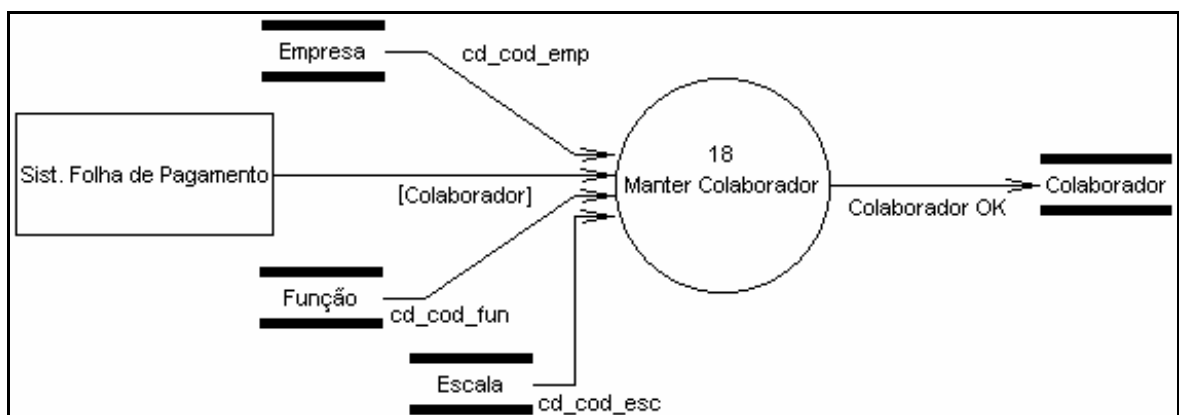 Empresa
cd_cod_emp
Sist. Folha de Pagamento
[Colaborador]
18
Manter Colaborador
Colaborador OK
Colaborador
Função
cd_cod_fun
Escala
cd_cod_esc